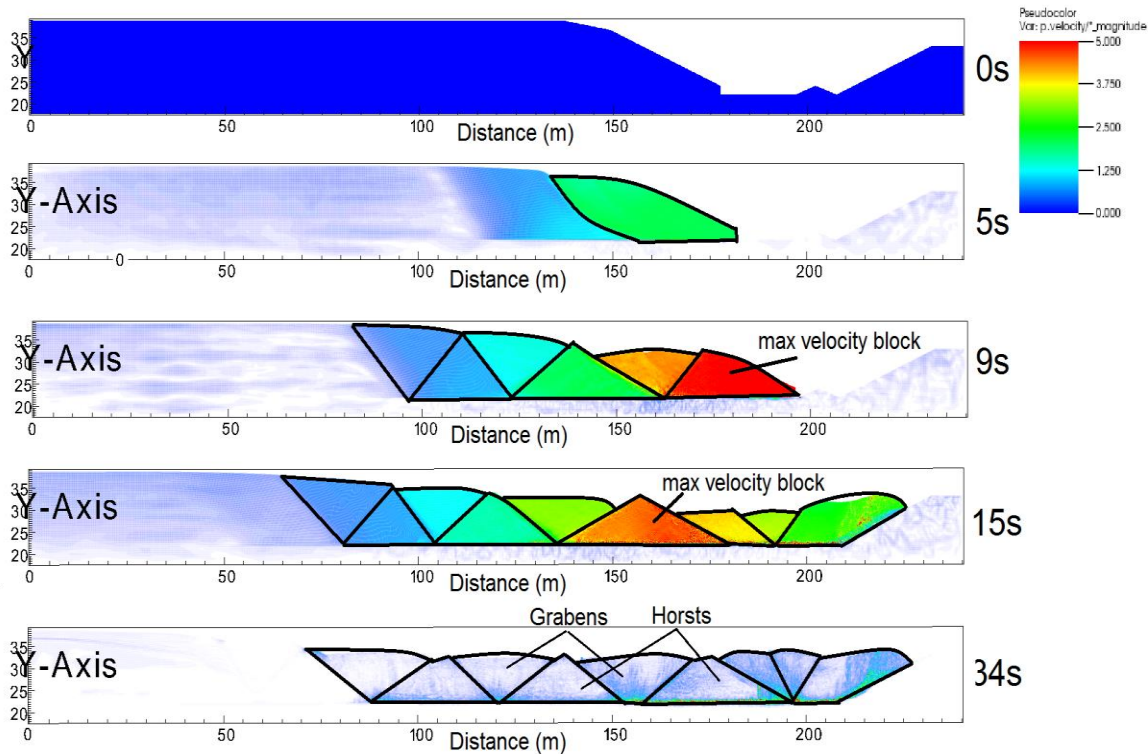 Pseudocolor
Var: p.velocity/*_magnitude
5.000
3.750
2.500
1.250
0.000
Y
35
30
25
20
0 50 100 150 200
Distance (m)
0s
Y-Axis
35
30
25
20
0
0 50 100 150 200
Distance (m)
5s
Y-Axis
35
30
25
20
max velocity block
0 50 100 150 200
Distance (m)
9s
Y-Axis
35
30
25
20
max velocity block
0 50 100 150 200
Distance (m)
15s
Grabens Horsts
Y-Axis
35
30
25
20
0 50 100 150 200
Distance (m)
34s